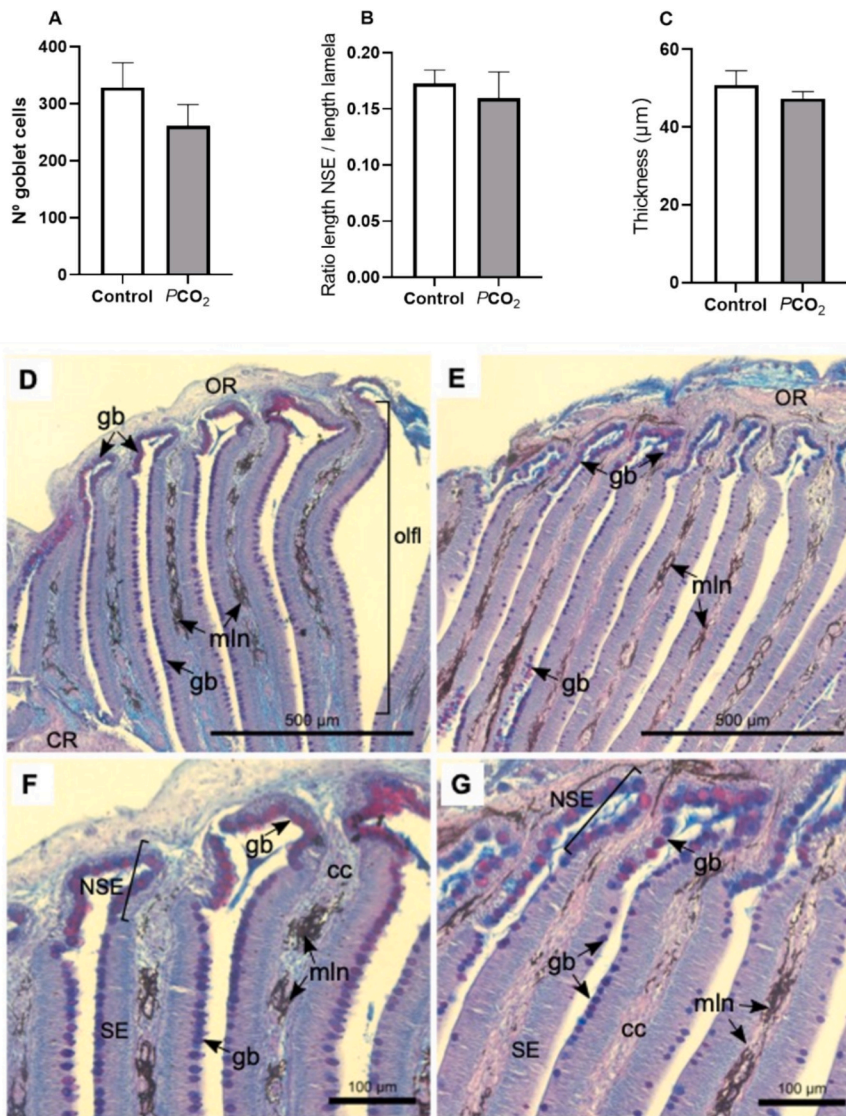 A
Nº goblet cells
400
300
200
100
0
Control PCO₂
B
Ratio length NSE / length lamela
0.20
0.15
0.10
0.05
0.00
Control PCO₂
C
Thickness (µm)
60
40
20
0
Control PCO₂
D
OR
gb
olfl
mln
gb
CR
500 µm
E
OR
gb
mln
gb
500 µm
F
gb
NSE
cc
mln
SE
gb
100 µm
G
NSE
gb
gb
mln
SE
cc
100 µm